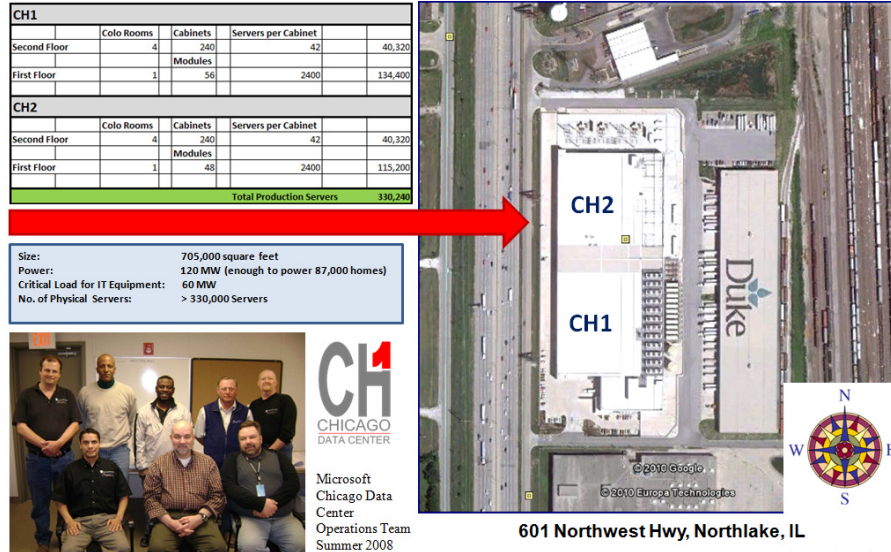 CH1
Colo Rooms Cabinets Servers per Cabinet
Second Floor 4 240 42 40,320
Modules
First Floor 1 56 2400 134,400
CH2
Colo Rooms Cabinets Servers per Cabinet
Second Floor 4 240 42 40,320
Modules
First Floor 1 48 2400 115,200
Total Production Servers 330,240
Size: 705,000 square feet
Power: 120 MW (enough to power 87,000 homes)
Critical Load for IT Equipment: 60 MW
No. of Physical Servers: > 330,000 Servers
EXIT
CH1
CHICAGO
DATA CENTER
Microsoft
Chicago Data
Center
Operations Team
Summer 2008
CH2
CH1
Duke
© 2010 Google
© 2010 Europa Technologies
N
W E
S
601 Northwest Hwy, Northlake, IL